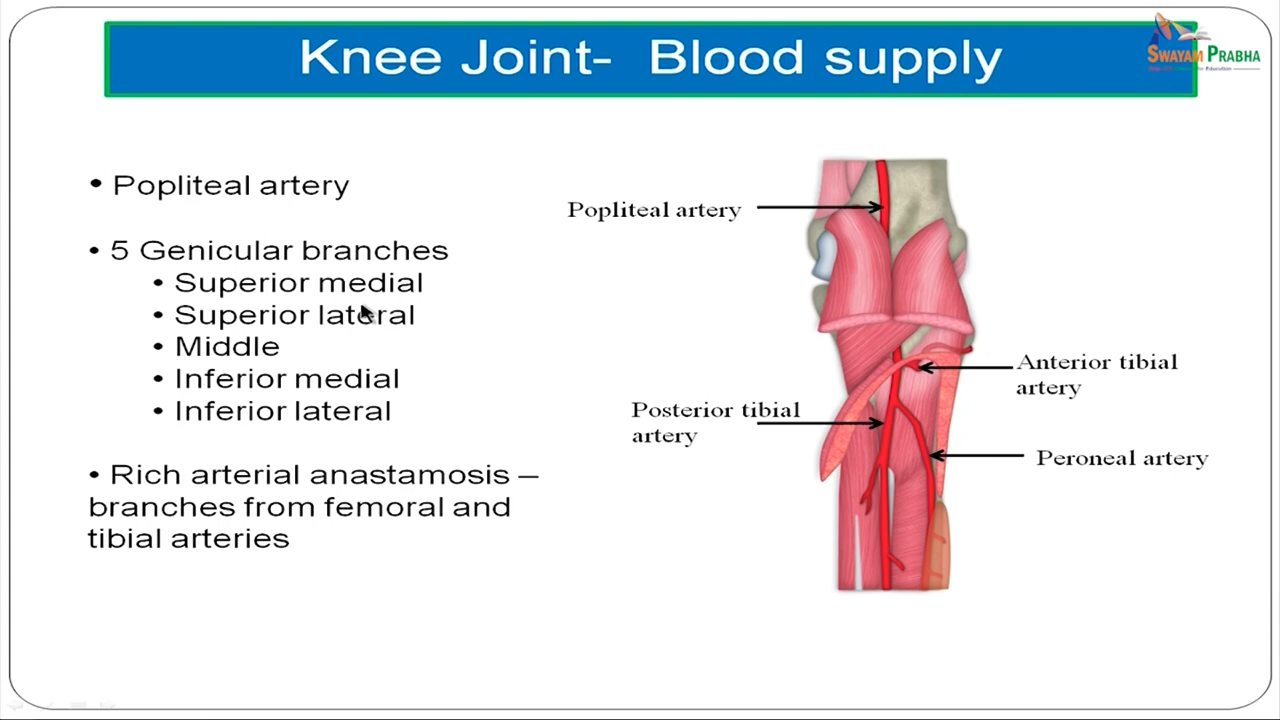 Knee Joint- Blood supply
SWAYAM PRABHA
• Popliteal artery
• 5 Genicular branches
• Superior medial
• Superior lateral
• Middle
• Inferior medial
• Inferior lateral
• Rich arterial anastamosis –
branches from femoral and
tibial arteries
Popliteal artery
Anterior tibial
artery
Posterior tibial
artery
Peroneal artery